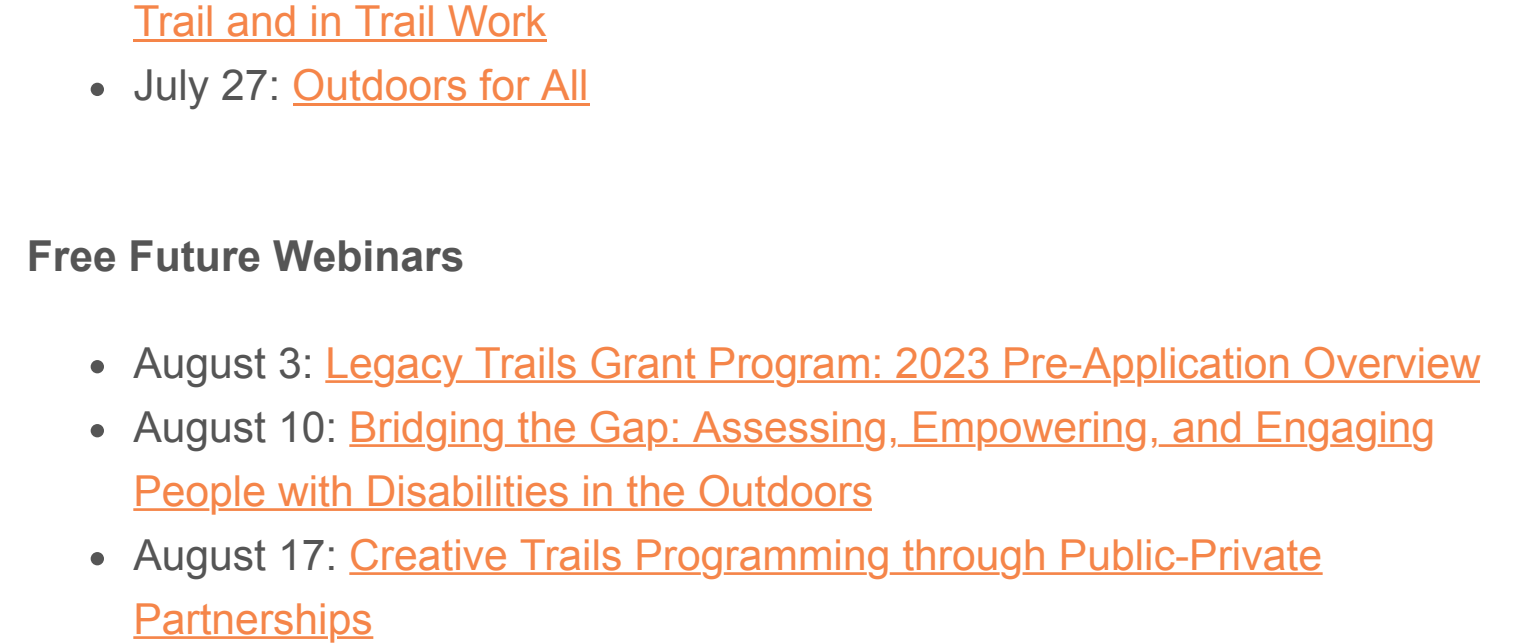 Trail and in Trail Work
• July 27: Outdoors for All
Free Future Webinars
• August 3: Legacy Trails Grant Program: 2023 Pre-Application Overview
• August 10: Bridging the Gap: Assessing, Empowering, and Engaging
People with Disabilities in the Outdoors
• August 17: Creative Trails Programming through Public-Private
Partnerships